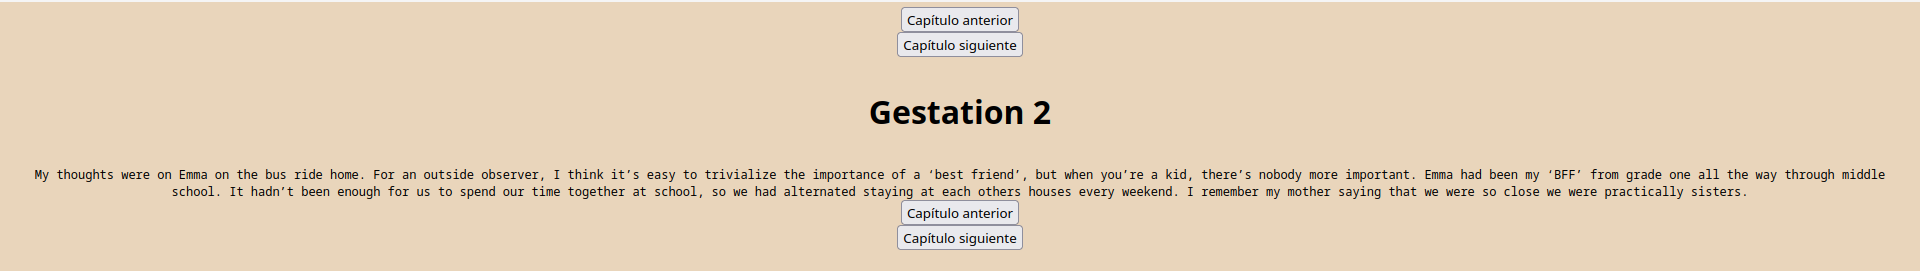 Capítulo anterior
Capítulo siguiente
Gestation 2
My thoughts were on Emma on the bus ride home. For an outside observer, I think it’s easy to trivialize the importance of a ‘best friend’, but when you’re a kid, there’s nobody more important. Emma had been my ‘BFF’ from grade one all the way through middle
school. It hadn’t been enough for us to spend our time together at school, so we had alternated staying at each others houses every weekend. I remember my mother saying that we were so close we were practically sisters.
Capítulo anterior
Capítulo siguiente